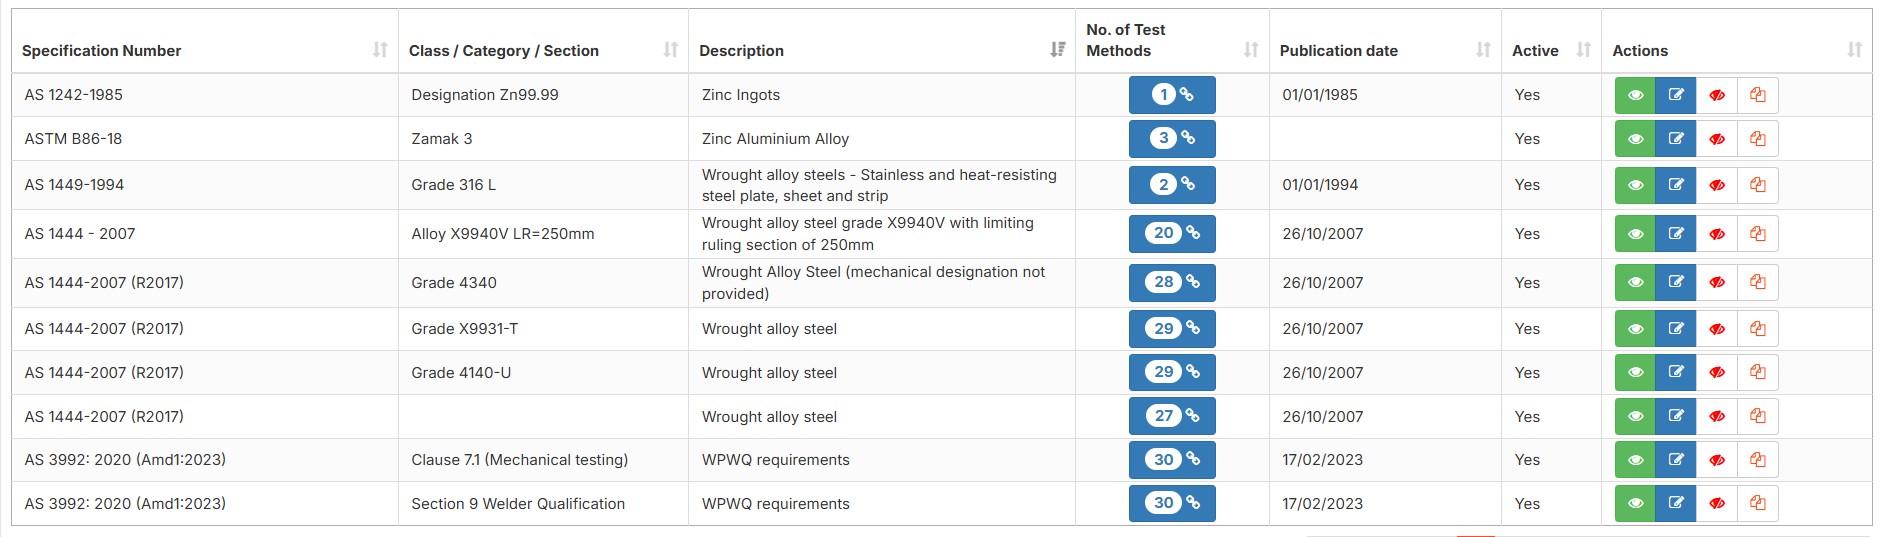 Specification Number Class / Category / Section Description No. of Test Methods Publication date Active Actions
AS 1242-1985 Designation Zn99.99 Zinc Ingots 1 01/01/1985 Yes
ASTM B86-18 Zamak 3 Zinc Aluminium Alloy 3 Yes
AS 1449-1994 Grade 316 L Wrought alloy steels - Stainless and heat-resisting steel plate, sheet and strip 2 01/01/1994 Yes
AS 1444 - 2007 Alloy X9940V LR=250mm Wrought alloy steel grade X9940V with limiting ruling section of 250mm 20 26/10/2007 Yes
AS 1444-2007 (R2017) Grade 4340 Wrought Alloy Steel (mechanical designation not provided) 28 26/10/2007 Yes
AS 1444-2007 (R2017) Grade X9931-T Wrought alloy steel 29 26/10/2007 Yes
AS 1444-2007 (R2017) Grade 4140-U Wrought alloy steel 29 26/10/2007 Yes
AS 1444-2007 (R2017) Wrought alloy steel 27 26/10/2007 Yes
AS 3992: 2020 (Amd1:2023) Clause 7.1 (Mechanical testing) WPWQ requirements 30 17/02/2023 Yes
AS 3992: 2020 (Amd1:2023) Section 9 Welder Qualification WPWQ requirements 30 17/02/2023 Yes